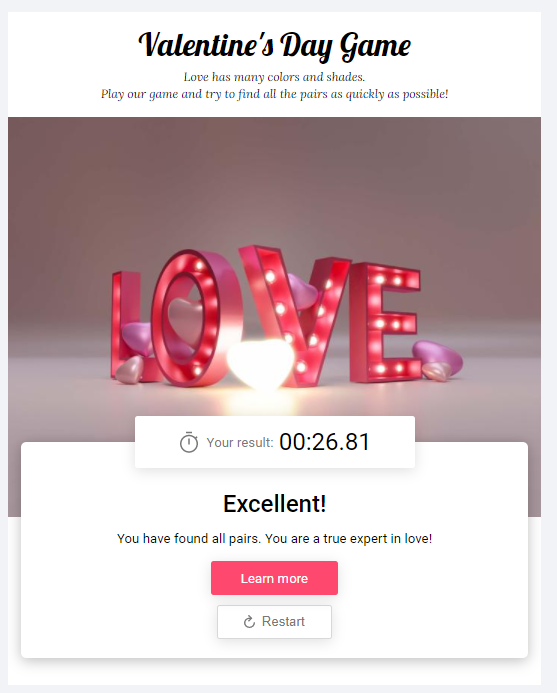 Valentine's Day Game
Love has many colors and shades.
Play our game and try to find all the pairs as quickly as possible!
LOVE
Your result: 00:26.81
Excellent!
You have found all pairs. You are a true expert in love!
Learn more
Restart